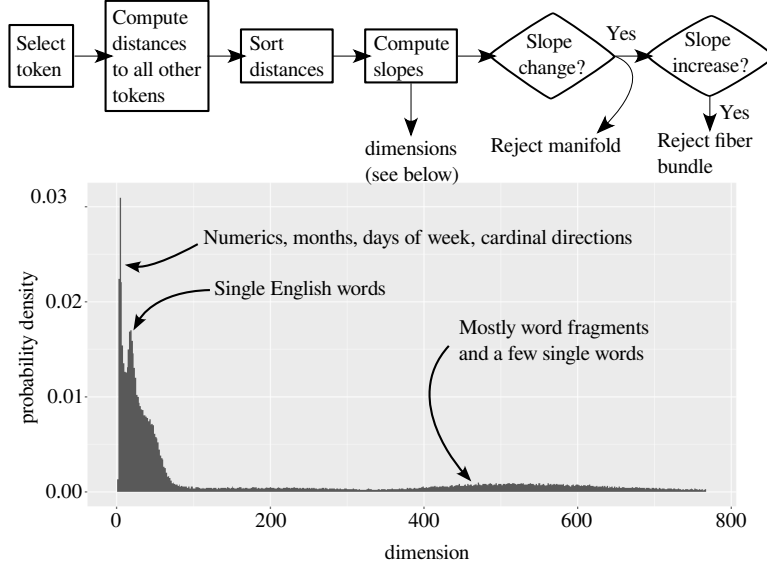 Select
token
Compute
distances
to all other
tokens
Sort
distances
Compute
slopes
Slope
change?
Yes
Slope
increase?
Yes
dimensions
(see below)
Reject manifold
Reject fiber
bundle
0.03
0.02
0.01
0.00
probability density
Numerics, months, days of week, cardinal directions
Single English words
Mostly word fragments
and a few single words
0
200
400
600
800
dimension